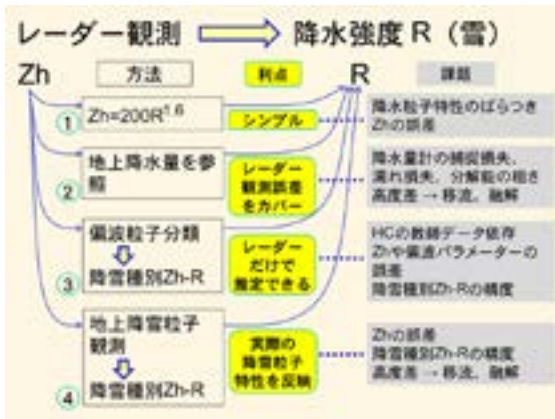 レーダー観測 降水強度 R（雪）
Zh 方法 利点 R 課題
① Zh=200R^1.6
シンプル
降水粒子特性のばらつき
Zhの誤差
② 地上降水量を参
照
レーダー
観測誤差
をカバー
降水量計の捕捉損失、
濡れ損失、分解能の粗さ
高度差 → 移流、融解
③ 偏波粒子分類
降雪種別Zh-R
レーダー
だけで
推定できる
HCの教師データ依存
Zhや偏波パラメーターの
誤差
降雪種別Zh-Rの精度
④ 地上降雪粒子
観測
降雪種別Zh-R
実際の
降雪粒子
特性を反映
Zhの誤差
降雪種別Zh-Rの精度
高度差 → 移流、融解